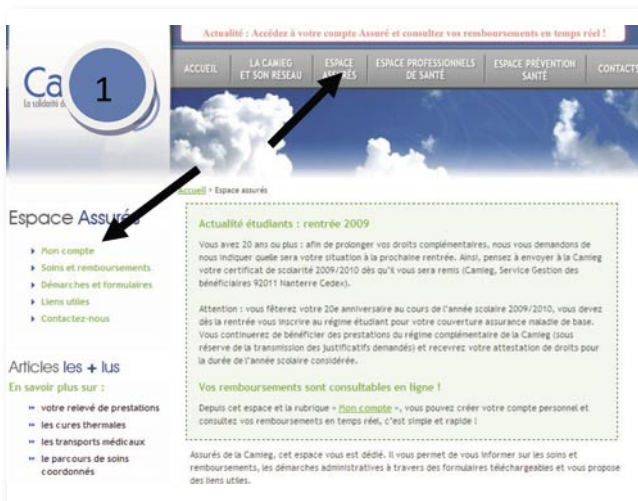 Actualité : Accédez à votre compte Assuré et consultez vos remboursements en temps réel !
Ca
1
La solidarité
ACCUEIL
LA CAMIEG
ET SON RESEAU
ESPACE
ASSURÉS
ESPACE PROFESSIONNELS
DE SANTÉ
ESPACE PRÉVENTION
SANTÉ
CONTACTS
Accueil > Espace assurés
Espace Assurés
Mon compte
Soins et remboursements
Démarches et formulaires
Liens utiles
Contactez-nous
Articles les + lus
En savoir plus sur :
votre relevé de prestations
les cures thermales
les transports médicaux
le parcours de soins
coordonnés
Actualité étudiants : rentrée 2009
Vous avez 20 ans ou plus : afin de prolonger vos droits complémentaires, nous vous demandons de
nous indiquer quelle sera votre situation à la prochaine rentrée. Ainsi, pensez à envoyer à la Camieg
votre certificat de scolarité 2009/2010 dès qu'il vous sera remis (Camieg, Service Gestion des
bénéficiaires 92011 Nanterre Cedex).
Attention : vous fêterez votre 20e anniversaire au cours de l'année scolaire 2009/2010, vous devez
dès la rentrée vous inscrire au régime étudiant pour votre couverture assurance maladie de base.
Vous continuerez de bénéficier des prestations du régime complémentaire de la Camieg (sous
réserve de la transmission des justificatifs demandés) et recevrez votre attestation de droits pour
la durée de l'année scolaire considérée.
Vos remboursements sont consultables en ligne !
Depuis cet espace et la rubrique « Mon compte », vous pouvez créer votre compte personnel et
consultez vos remboursements en temps réel, c'est simple et rapide !
Assurés de la Camieg, cet espace vous est dédié. Il vous permet de vous informer sur les soins et
remboursements, les démarches administratives à travers des formulaires téléchargeables et vous propose
des liens utiles.